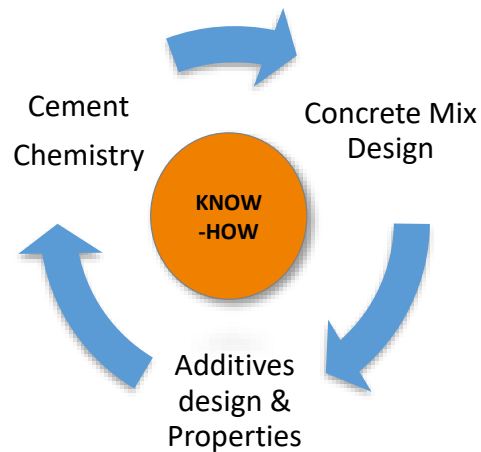 Cement
Chemistry
Concrete Mix
Design
KNOW
-HOW
Additives
design &
Properties